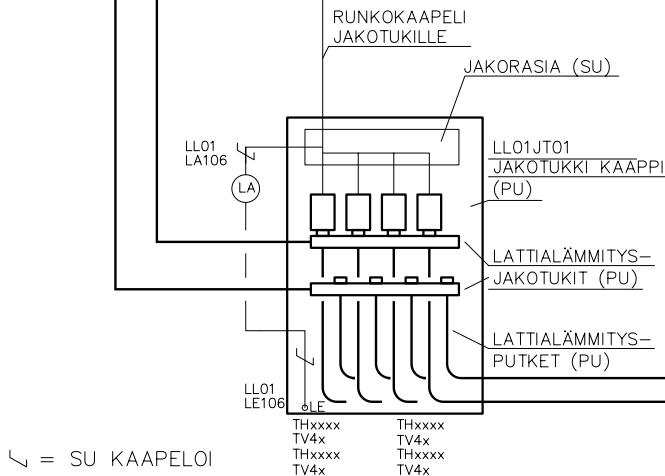 RUNKOKAAPELI
JAKOTUKILLE
JAKORASIA (SU)
LL01
LA106
LA
LL01JT01
JAKOTUKKI KAAPPI
(PU)
LATTIALÄMMITYS-
JAKOTUKIT (PU)
LATTIALÄMMITYS-
PUTKET (PU)
LL01
LE106
LE
THxxxx
TV4x
THxxxx
TV4x
THxxxx
TV4x
THxxxx
TV4x
= SU KAAPELOI